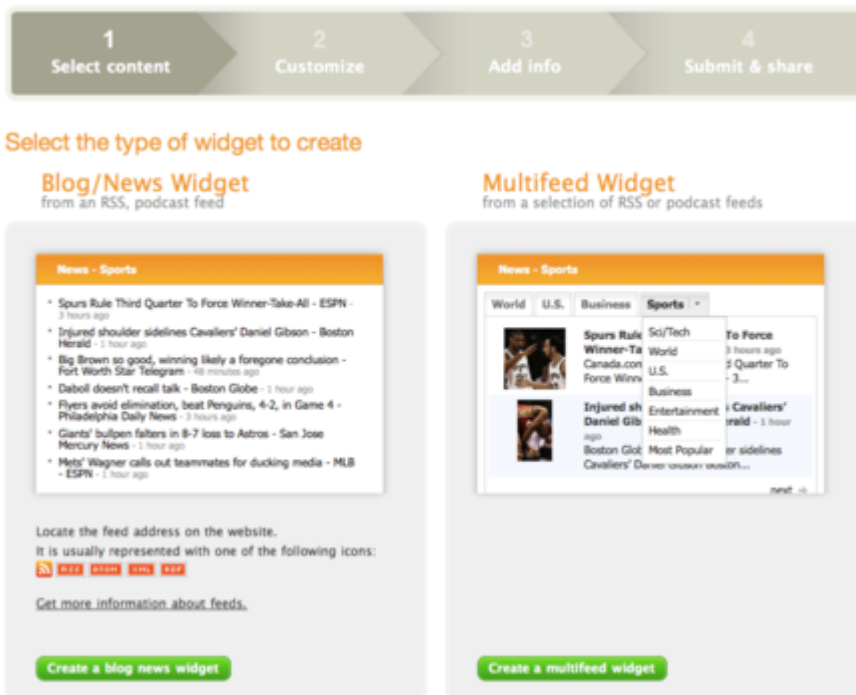 1
Select content
2
Customize
3
Add info
4
Submit & share
Select the type of widget to create
Blog/News Widget
from an RSS, podcast feed
News - Sports
Spurs Rule Third Quarter To Force Winner-Take-All - ESPN -
3 hours ago
Injured shoulder sidelines Cavaliers' Daniel Gibson - Boston
Herald - 1 hour ago
Big Brown so good, winning likely a foregone conclusion -
Fort Worth Star Telegram - 48 minutes ago
Daboll doesn't recall talk - Boston Globe - 1 hour ago
Flyers avoid elimination, beat Penguins, 4-2, in Game 4 -
Philadelphia Daily News - 3 hours ago
Giants' bullpen falters in 8-7 loss to Astros - San Jose
Mercury News - 1 hour ago
Mets' Wagner calls out teammates for ducking media - MLB
- ESPN - 1 hour ago
Locate the feed address on the website.
It is usually represented with one of the following icons:
RSS ATOM XML RDF
Get more information about feeds.
Create a blog news widget
Multifeed Widget
from a selection of RSS or podcast feeds
News - Sports
World U.S. Business Sports
Sci/Tech
World
U.S.
Business
Entertainment
Health
Most Popular
Spurs Rule To Force
Winner-Ta 3 hours ago
Canada.con d Quarter To
Force Winn - 3...
Injured sh s Cavaliers'
Daniel Gib erald - 1 hour
ago
Boston Glob er sidelines
Cavaliers' Daniel Gibson Boston...
next →
Create a multifeed widget